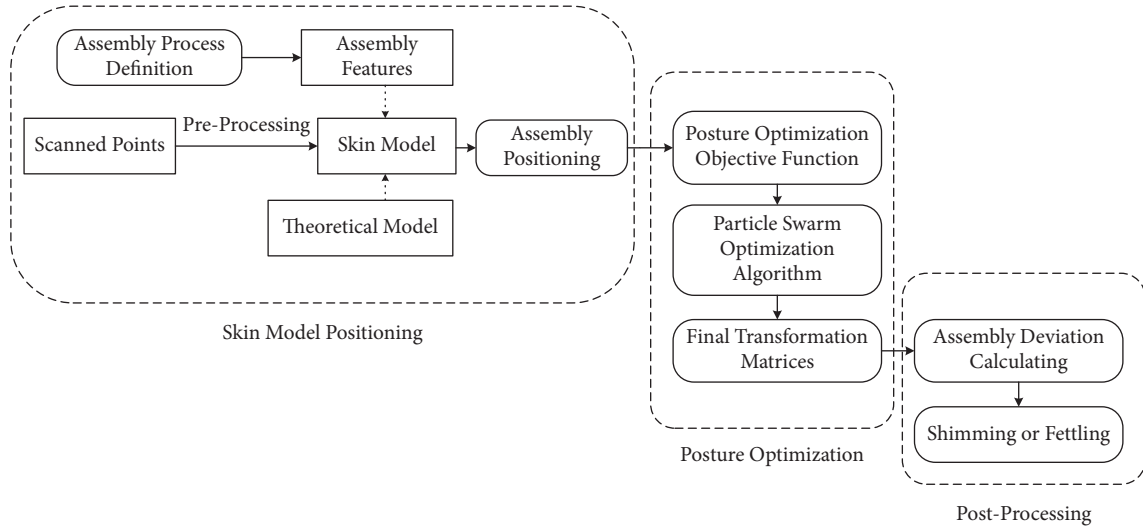 Assembly Process
Definition
Assembly
Features
Scanned Points
Pre-Processing
Skin Model
Assembly
Positioning
Theoretical Model
Skin Model Positioning
Posture Optimization
Objective Function
Particle Swarm
Optimization
Algorithm
Final Transformation
Matrices
Posture Optimization
Assembly Deviation
Calculating
Shimming or Fettling
Post-Processing